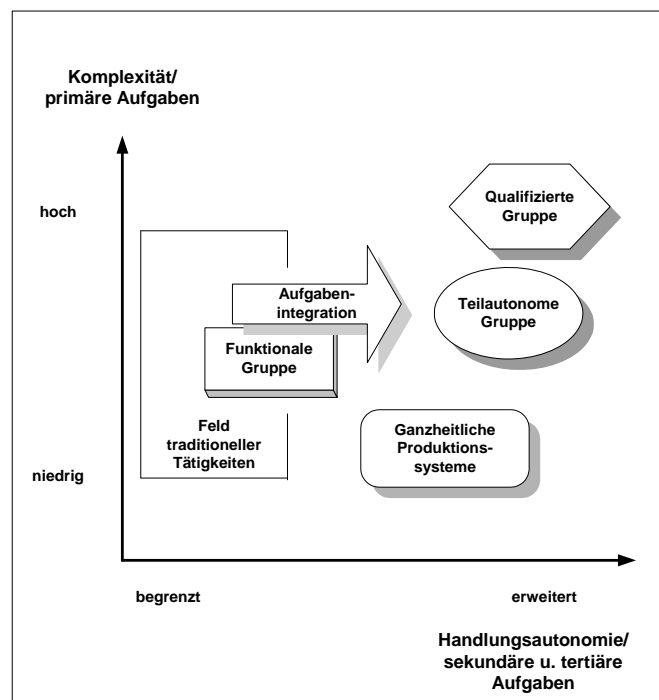 Komplexität/
primäre Aufgaben
hoch
Qualifizierte
Gruppe
Aufgaben-
integration
Teilautonome
Gruppe
Funktionale
Gruppe
Feld
traditioneller
Tätigkeiten
Ganzheitliche
Produktions-
systeme
niedrig
begrenzt
erweitert
Handlungsautonomie/
sekundäre u. tertiäre
Aufgaben